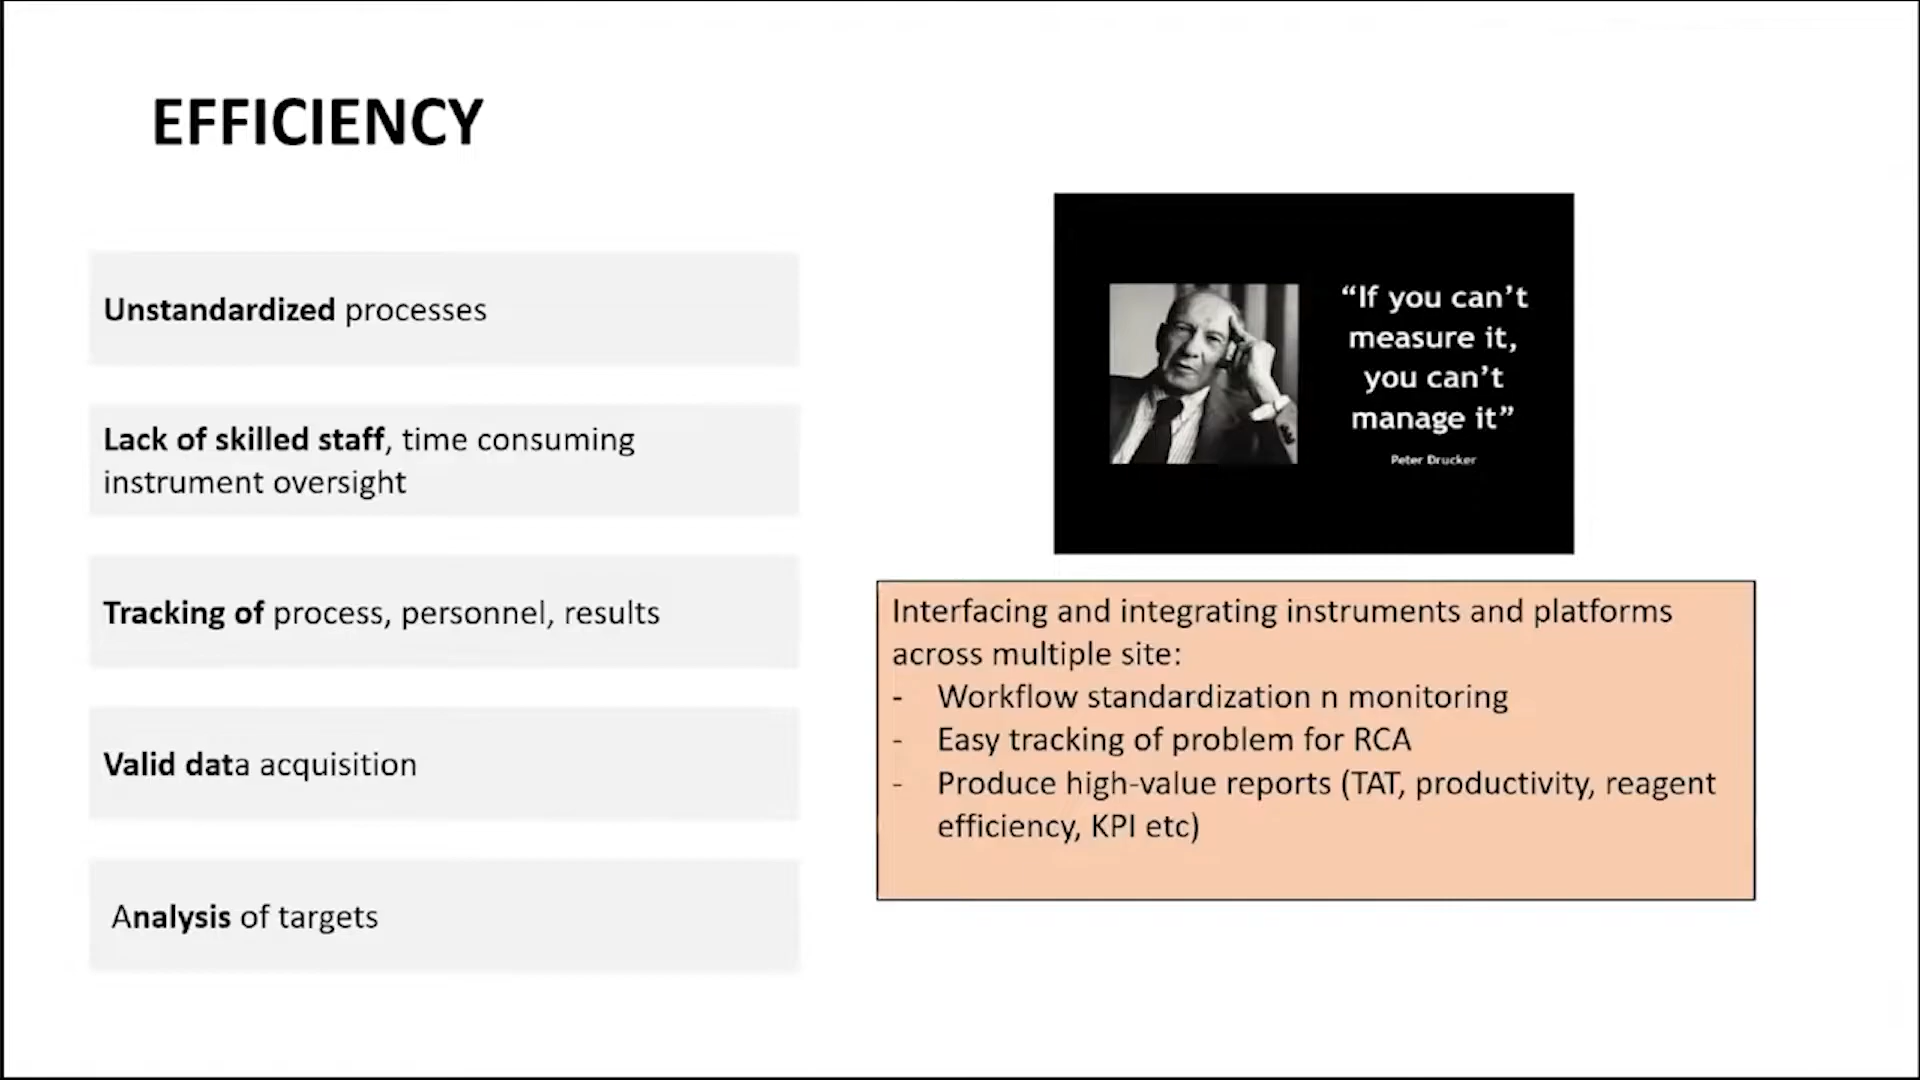 EFFICIENCY
Unstandardized processes
Lack of skilled staff, time consuming
instrument oversight
Tracking of process, personnel, results
Valid data acquisition
Analysis of targets
“If you can’t
measure it,
you can’t
manage it”
Peter Drucker
Interfacing and integrating instruments and platforms
across multiple site:
- Workflow standardization n monitoring
- Easy tracking of problem for RCA
- Produce high-value reports (TAT, productivity, reagent
efficiency, KPI etc)